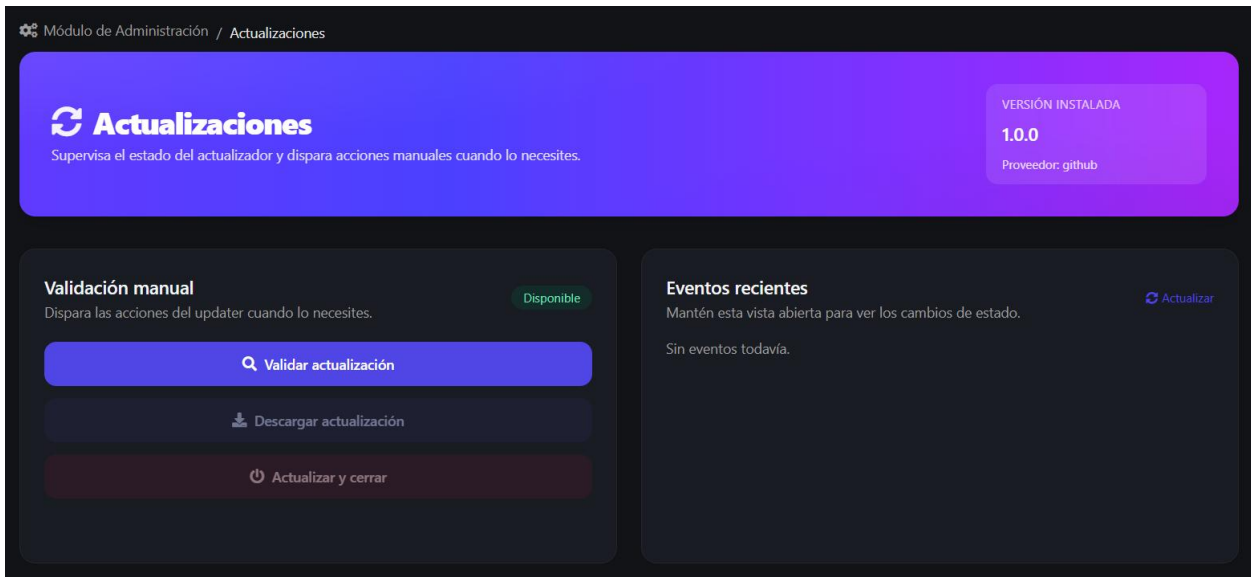 Módulo de Administración / Actualizaciones
Actualizaciones
Supervisa el estado del actualizador y dispara acciones manuales cuando lo necesites.
VERSIÓN INSTALADA
1.0.0
Proveedor: github
Validación manual
Dispara las acciones del updater cuando lo necesites.
Disponible
Validar actualización
Descargar actualización
Actualizar y cerrar
Eventos recientes
Mantén esta vista abierta para ver los cambios de estado.
Actualizar
Sin eventos todavía.